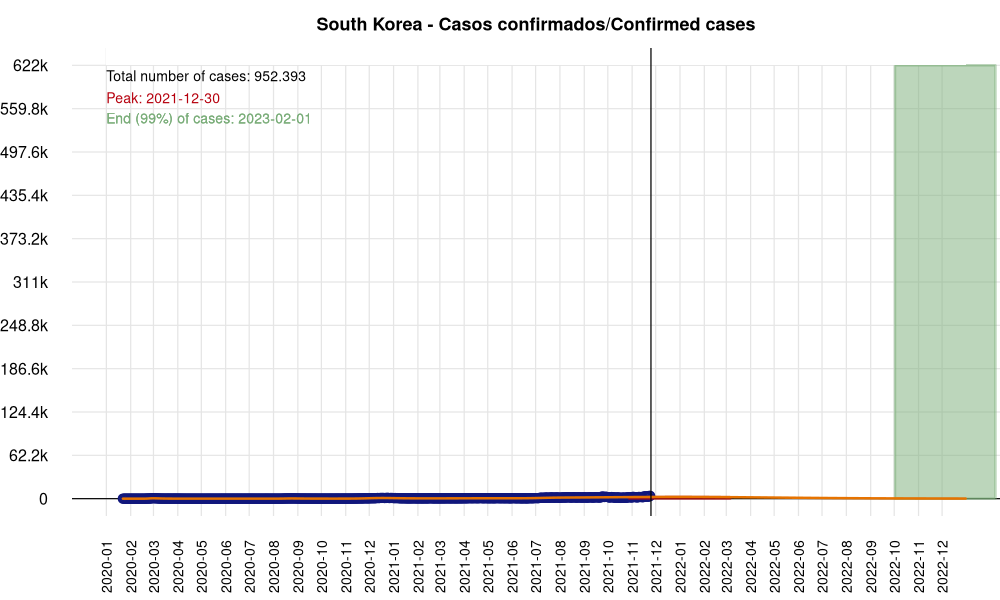 South Korea - Casos confirmados/Confirmed cases
Total number of cases: 952.393
Peak: 2021-12-30
End (99%) of cases: 2023-02-01
622k
559.8k
497.6k
435.4k
373.2k
311k
248.8k
186.6k
124.4k
62.2k
0
2020-01
2020-02
2020-03
2020-04
2020-05
2020-06
2020-07
2020-08
2020-09
2020-10
2020-11
2020-12
2021-01
2021-02
2021-03
2021-04
2021-05
2021-06
2021-07
2021-08
2021-09
2021-10
2021-11
2021-12
2022-01
2022-02
2022-03
2022-04
2022-05
2022-06
2022-07
2022-08
2022-09
2022-10
2022-11
2022-12